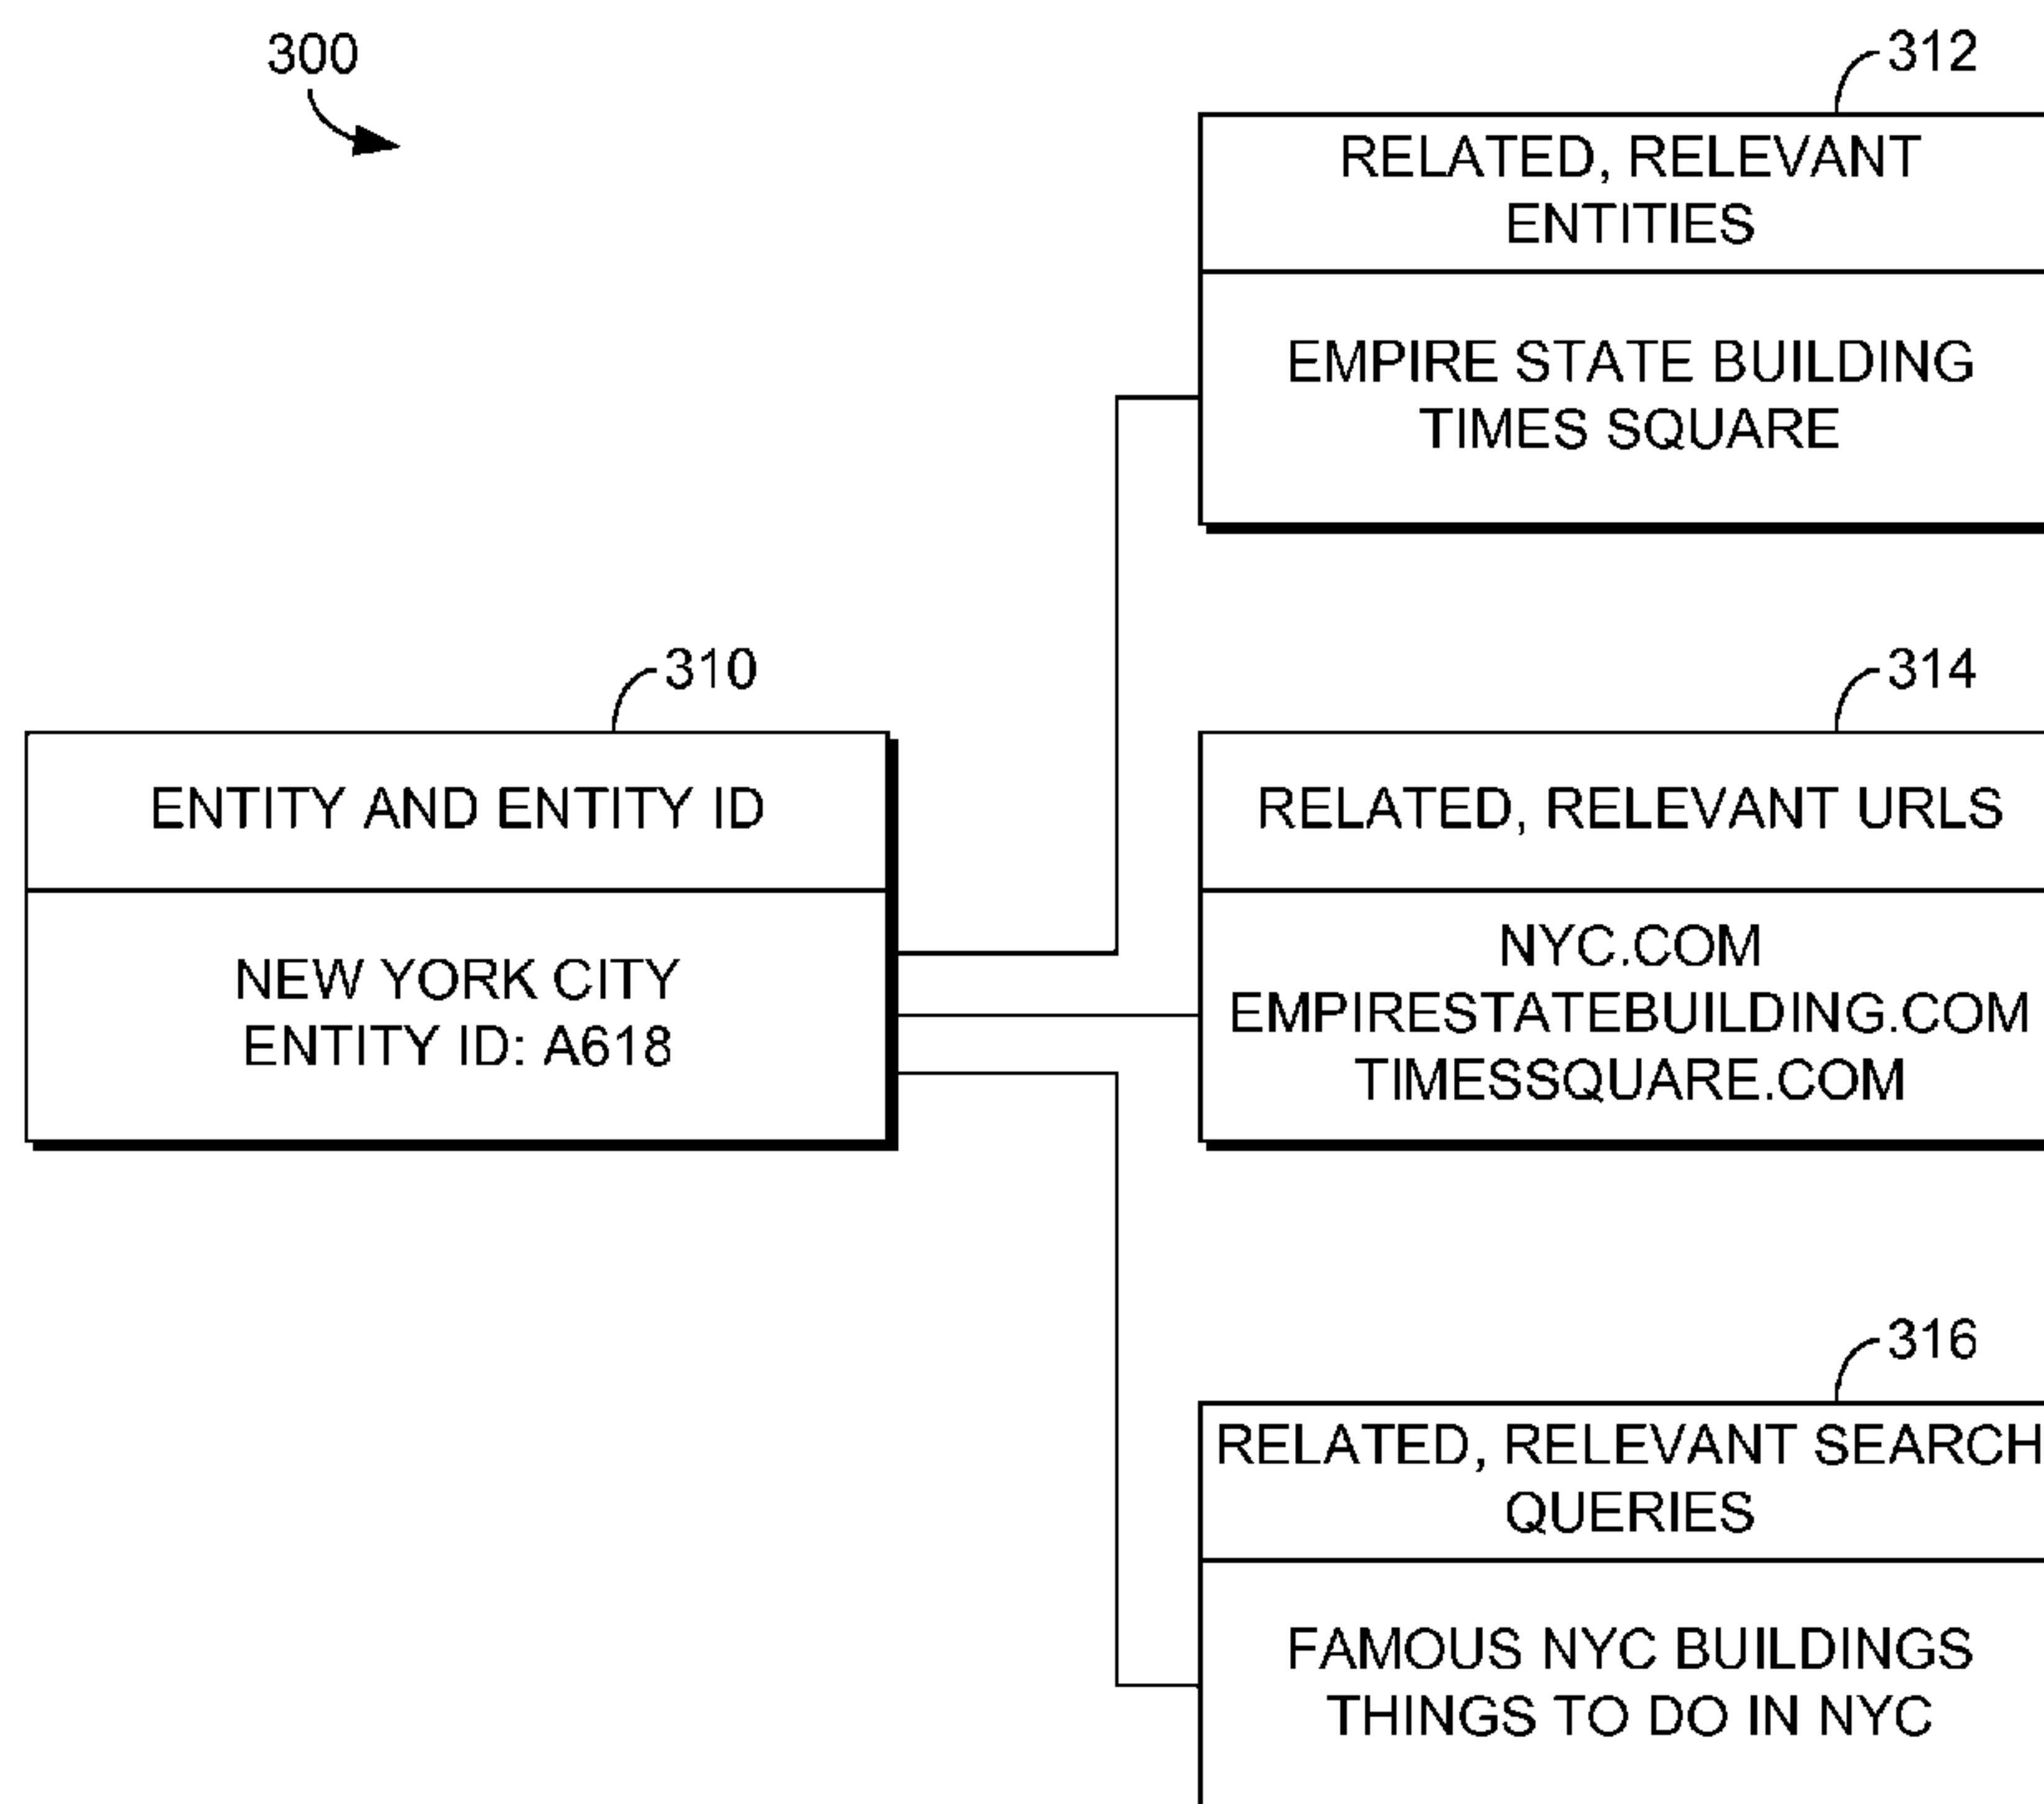 300
312
RELATED, RELEVANT
ENTITIES
EMPIRE STATE BUILDING
TIMES SQUARE
310
ENTITY AND ENTITY ID
NEW YORK CITY
ENTITY ID: A618
314
RELATED, RELEVANT URLS
NYC.COM
EMPIRESTATEBUILDING.COM
TIMESSQUARE.COM
316
RELATED, RELEVANT SEARCH
QUERIES
FAMOUS NYC BUILDINGS
THINGS TO DO IN NYC